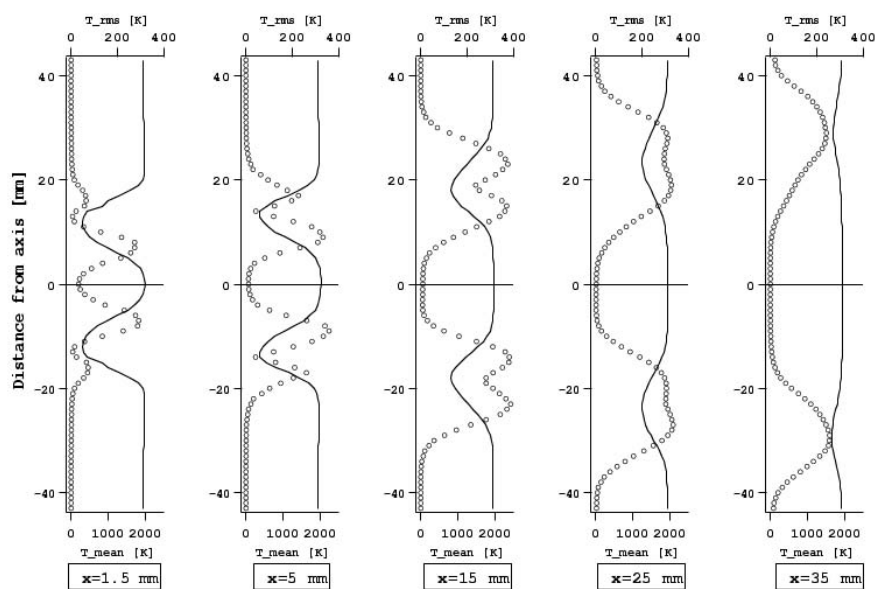 T_rms [K] T_rms [K] T_rms [K] T_rms [K] T_rms [K]
0 200 400 0 200 400 0 200 400 0 200 400 0 200 400
40 40 40 40 40
20 20 20 20 20
0 0 0 0 0
-20 -20 -20 -20 -20
-40 -40 -40 -40 -40
Distance from axis [mm]
0 1000 2000 0 1000 2000 0 1000 2000 0 1000 2000 0 1000 2000
T_mean [K] T_mean [K] T_mean [K] T_mean [K] T_mean [K]
x=1.5 mm x=5 mm x=15 mm x=25 mm x=35 mm